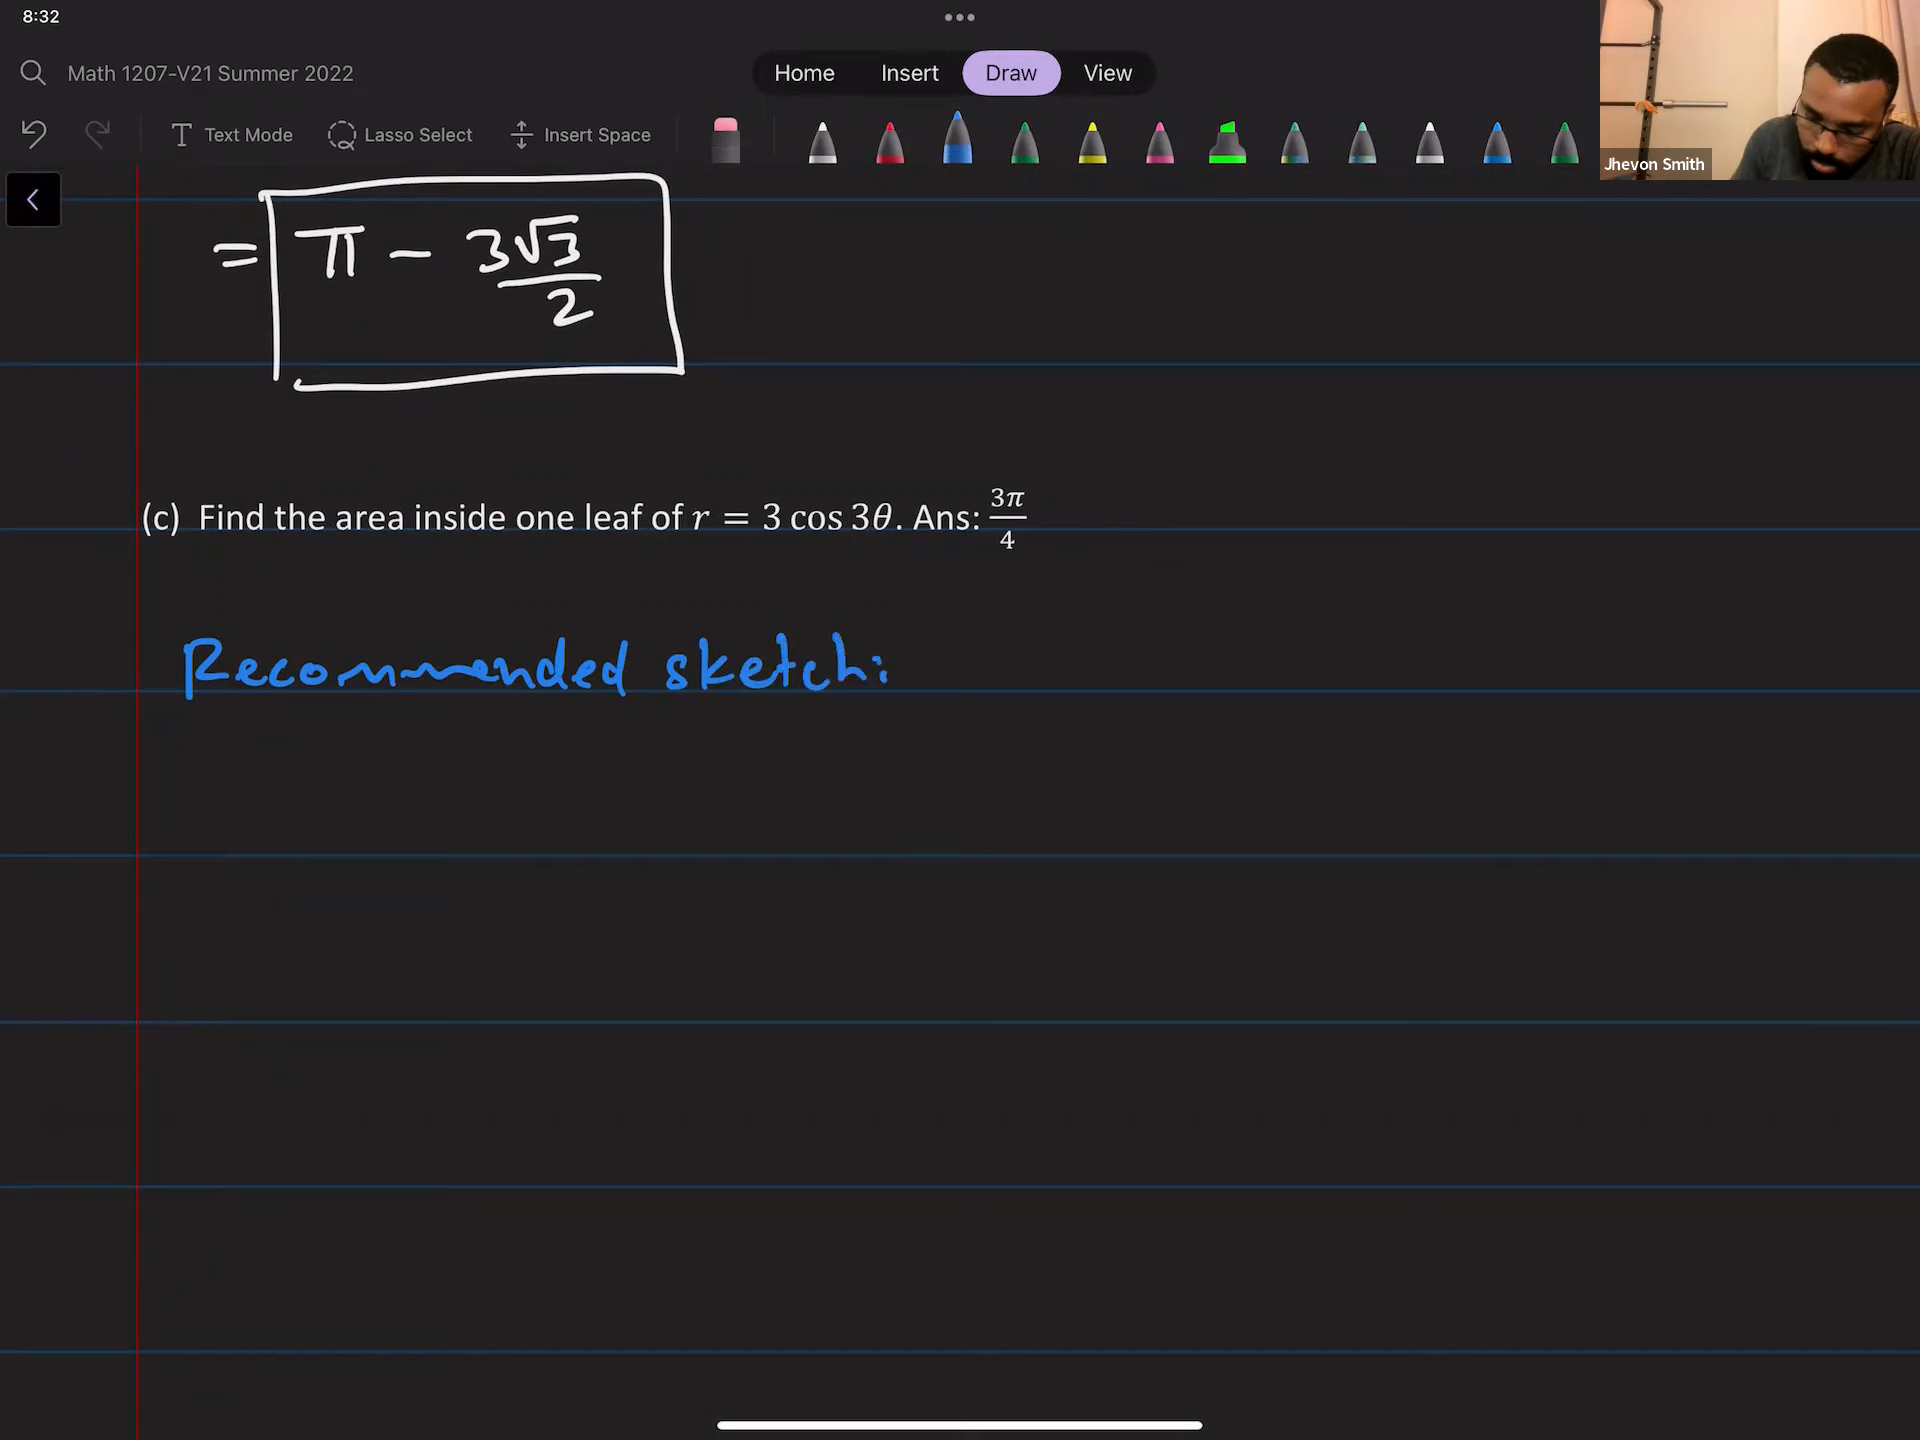 8:32
Math 1207-V21 Summer 2022
Home Insert Draw View
Text Mode Lasso Select Insert Space
Jhevon Smith
= π - 3√3/2
(c) Find the area inside one leaf of r = 3 cos 3θ. Ans: 3π/4
Recommended sketch: